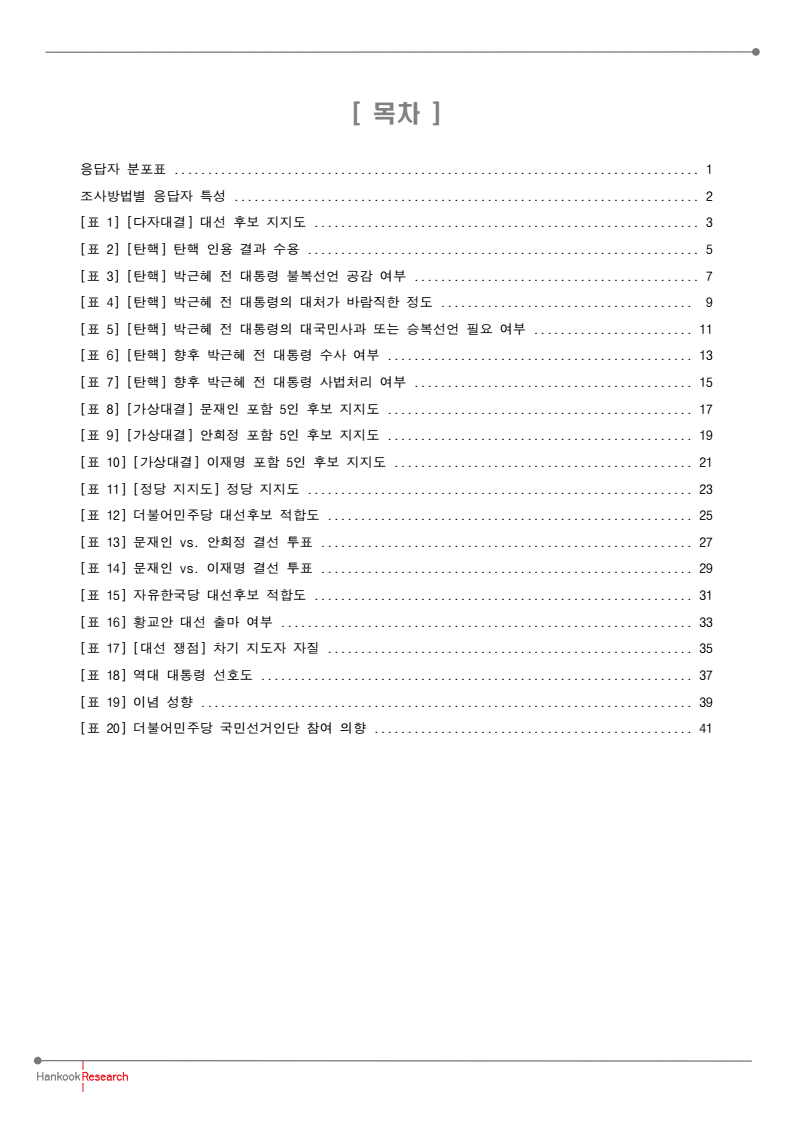 [ 목차 ]
응답자 분포표 ........................................................................ 1
조사방법별 응답자 특성 ........................................................................ 2
[표 1] [다자대결] 대선 후보 지지도 ........................................................... 3
[표 2] [탄핵] 탄핵 인용 결과 수용 ............................................................ 5
[표 3] [탄핵] 박근혜 전 대통령 불복선언 공감 여부 ............................................ 7
[표 4] [탄핵] 박근혜 전 대통령의 대처가 바람직한 정도 ...................................... 9
[표 5] [탄핵] 박근혜 전 대통령의 대국민사과 또는 승복선언 필요 여부 ........................ 11
[표 6] [탄핵] 향후 박근혜 전 대통령 수사 여부 .............................................. 13
[표 7] [탄핵] 향후 박근혜 전 대통령 사법처리 여부 .......................................... 15
[표 8] [가상대결] 문재인 포함 5인 후보 지지도 .............................................. 17
[표 9] [가상대결] 안희정 포함 5인 후보 지지도 .............................................. 19
[표 10] [가상대결] 이재명 포함 5인 후보 지지도 ............................................. 21
[표 11] [정당 지지도] 정당 지지도 .......................................................... 23
[표 12] 더불어민주당 대선후보 적합도 ....................................................... 25
[표 13] 문재인 vs. 안희정 결선 투표 ........................................................ 27
[표 14] 문재인 vs. 이재명 결선 투표 ........................................................ 29
[표 15] 자유한국당 대선후보 적합도 ......................................................... 31
[표 16] 황교안 대선 출마 여부 .............................................................. 33
[표 17] [대선 쟁점] 차기 지도자 자질 ....................................................... 35
[표 18] 역대 대통령 선호도 ................................................................. 37
[표 19] 이념 성향 .......................................................................... 39
[표 20] 더불어민주당 국민선거인단 참여 의향 ................................................ 41
Hankook Research